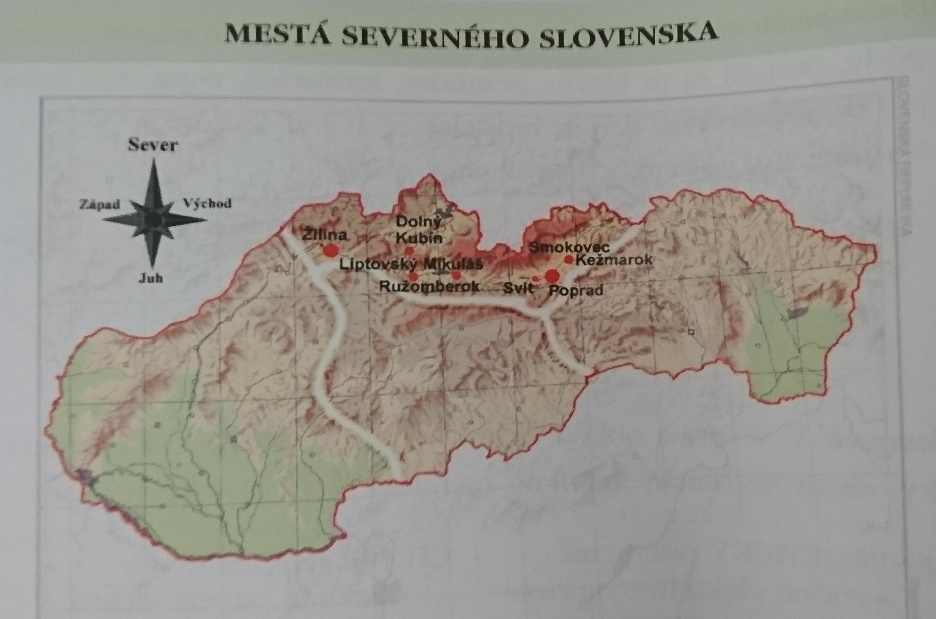 MESTÁ SEVERNÉHO SLOVENSKA
Sever
Západ
Východ
Juh
Žilina
Dolný
Kubín
Liptovský Mikuláš
Ružomberok
Smokovec
Kežmarok
Svit
Poprad